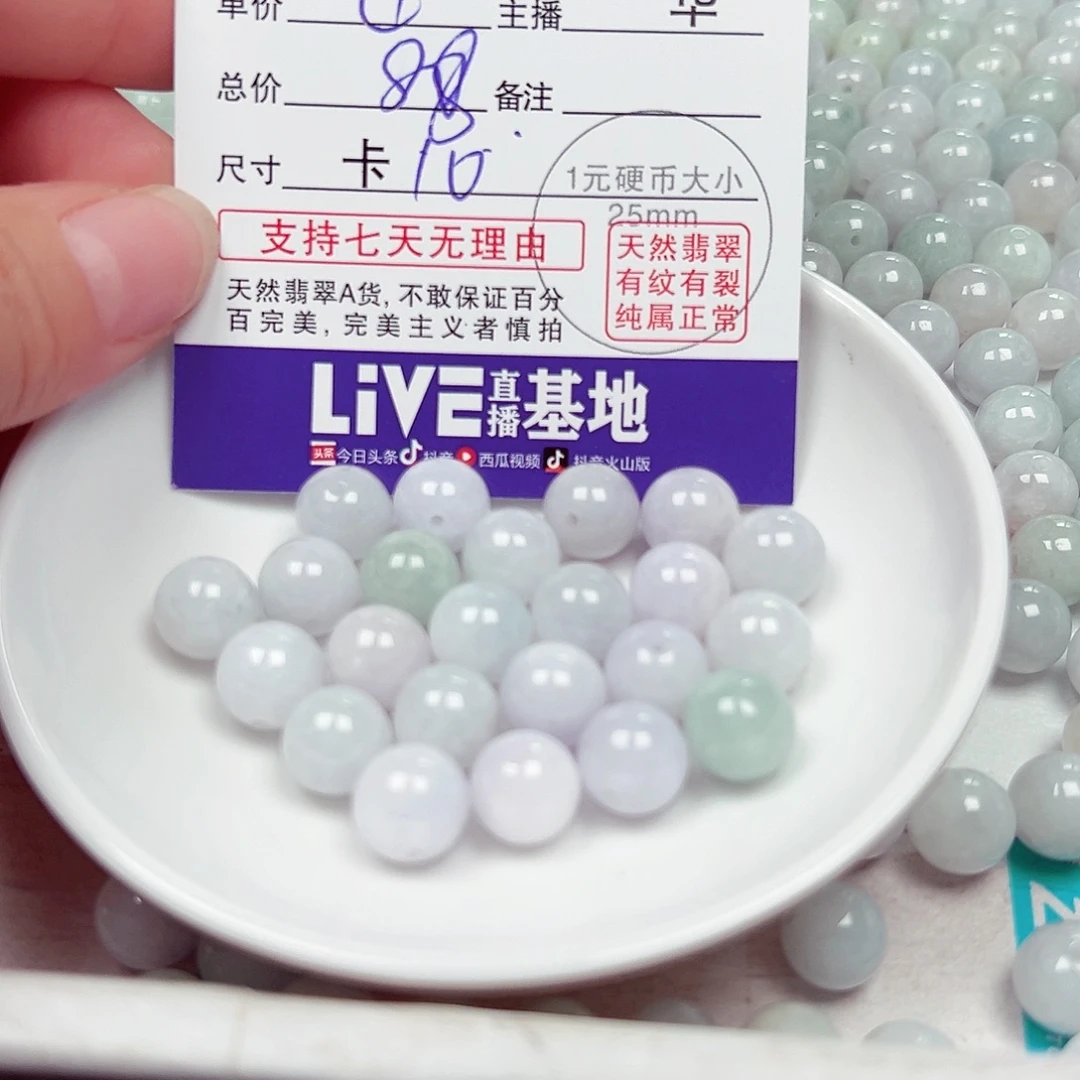 单价 主播 华
总价 88 备注
尺寸 卡 10
1元硬币大小
25mm
支持七天无理由
天然翡翠
有纹有裂
纯属正常
天然翡翠A货,不敢保证百分
百完美,完美主义者慎拍
LiVE直播基地
头条 今日头条 抖音 西瓜视频 抖音火山版